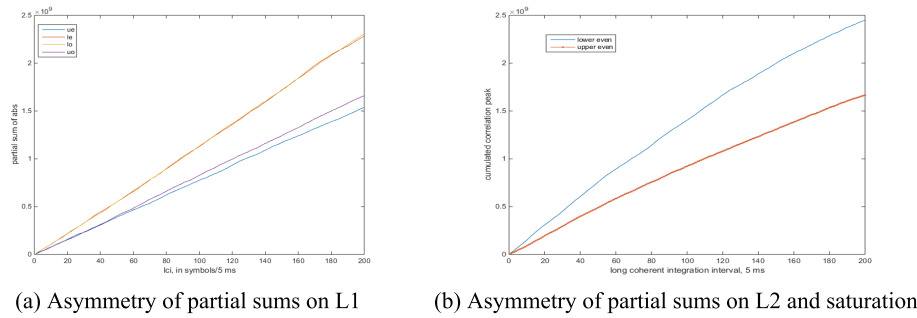 ×10^9
2.5
2
1.5
1
0.5
0
partial sum of abs
ue
le
lo
uo
0 20 40 60 80 100 120 140 160 180 200
lci, in symbols/5 ms
(a) Asymmetry of partial sums on L1
×10^9
2.5
2
1.5
1
0.5
0
cumulated correlation peak
lower even
upper even
0 20 40 60 80 100 120 140 160 180 200
long coherent integration interval, 5 ms
(b) Asymmetry of partial sums on L2 and saturation